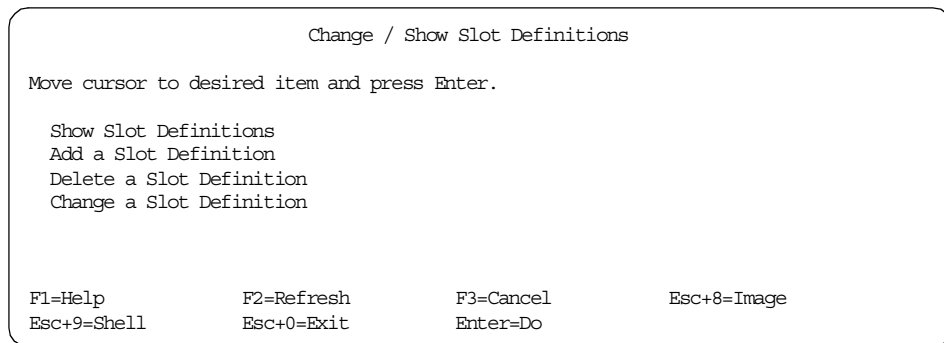 Change / Show Slot Definitions
Move cursor to desired item and press Enter.
Show Slot Definitions
Add a Slot Definition
Delete a Slot Definition
Change a Slot Definition
F1=Help F2=Refresh F3=Cancel Esc+8=Image
Esc+9=Shell Esc+0=Exit Enter=Do